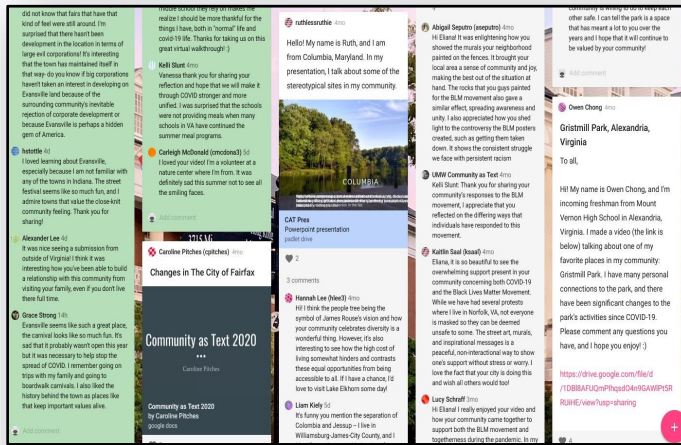 did not know that fairs that have that
kind of feel were still around. I'm
surprised that there hasn't been
development in the location in terms of
large evil corporations! It's interesting
that the town has maintained itself in
that way- do you know if big corporations
haven't taken an interest in developing on
Evansville land because of the
surrounding community's inevitable
rejection of corporate development or
because Evansville is perhaps a hidden
gem of America.
hstottle 4d
I loved learning about Evansville,
especially because I am not familiar with
any of the towns in Indiana. The street
festival seems like so much fun, and I
admire towns that value the close-knit
community feeling. Thank you for
sharing!
Alexander Lee 4d
It was nice seeing a submission from
outside of Virginia! I think it was
interesting how you've been able to build
a relationship with this community from
visiting your family, even if you don't live
there full time.
Grace Strong 14h
Evansville seems like such a great place,
the carnival looks like so much fun. It's
sad that it probably won't open this year
but it was necessary to help stop the
spread of COVID. I remember going on
trips with my family and going to
boardwalk carnivals. I also liked the
history behind the town as places like
that keep important values alive.
Add comment
middle school they rely on makes me
realize I should be more thankful for the
things I have, both in "normal" life and
covid-19 life. Thanks for taking us on this
great virtual walkthrough! :)
Kelli Slunt 4mo
Vanessa thank you for sharing your
reflection and hope that we will make it
through COVID stronger and more
unified. I was surprised that the schools
were not providing meals when many
schools in VA have continued the
summer meal programs.
Carleigh McDonald (cmcdona3) 5d
I loved your video! I'm a volunteer at a
nature center where I'm from. It was
definitely sad this summer not to see all
the smiling faces.
Add comment
Caroline Pitches (cpitches) 4mo
Changes in The City of Fairfax
Community as Text 2020
Caroline Pitches
Community as Text 2020
by Caroline Pitches
google docs
ruthlessruthie 4mo
Hello! My name is Ruth, and I am
from Columbia, Maryland. In my
presentation, I talk about some of the
stereotypical sites in my community.
COLUMBIA
CAT Pres
Powerpoint presentation
padlet drive
2
3 comments
Hannah Lee (hlee3) 4mo
Hi! I think the people tree being the
symbol of James Rouse's vision and how
your community celebrates diversity is a
wonderful thing. However, it's also
interesting to see how the high cost of
living somewhat hinders and contrasts
these equal opportunities from being
accessible to all. If I have a chance, I'd
love to visit Lake Elkhorn some day!
Liam Kiely 5d
It's funny you mention the separation of
Colombia and Jessup – I live in
Williamsburg-James-City County, and I
Abigail Seputro (aseputro) 4mo
Hi Eliana! It was enlightening how you
showed the murals your neighborhood
painted on the fences. It brought your
local area a sense of community and joy,
making the best out of the situation at
hand. The rocks that you guys painted
for the BLM movement also gave a
similar effect, spreading awareness and
unity. I also appreciated how you shed
light to the controversy the BLM posters
created, such as getting them taken
down. It shows the consistent struggle
we face with persistent racism
UMW Community as Text 4mo
Kelli Slunt: Thank you for sharing your
community's responses to the BLM
movement, I appreciate that you
reflected on the differing ways that
individuals have responded to this
movement.
Kaitlin Saal (ksaal) 4mo
Eliana, it is so beautiful to see the
overwhelming support present in your
community concerning both COVID-19
and the Black Lives Matter Movement.
While we have had several protests
where I live in Norfolk, VA, not everyone
is masked so they can be deemed
unsafe to some. The street art, murals,
and inspirational messages is a
peaceful, non-interactional way to show
one's support without stress or worry. I
love the fact that your city is doing this
and wish all others would too!
Lucy Schraff 3mo
Hi Eliana! I really enjoyed your video and
how your community came together to
support both the BLM movement and
togetherness during the pandemic. In my
community is willing to do to keep each
other safe. I can tell the park is a space
that has meant a lot to you over the
years and I hope that it will continue to
be valued by your community!
Add comment
Owen Chong 4mo
Gristmill Park, Alexandria,
Virginia
To all,
Hi! My name is Owen Chong, and I'm an
incoming freshman from Mount
Vernon High School in Alexandria,
Virginia. I made a video (the link is
below) talking about one of my
favorite places in my community:
Gristmill Park. I have many personal
connections to the park, and there
have been significant changes to the
park's activities since COVID-19.
Please comment any questions you
have, and I hope you enjoy! :)
https://drive.google.com/file/d
RUiHE/view?usp=sharing
4